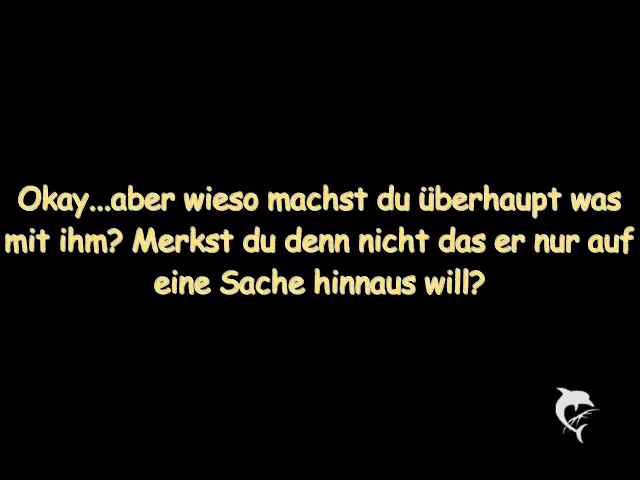 Okay...aber wieso machst du überhaupt was
mit ihm? Merkst du denn nicht das er nur auf
eine Sache hinnaus will?